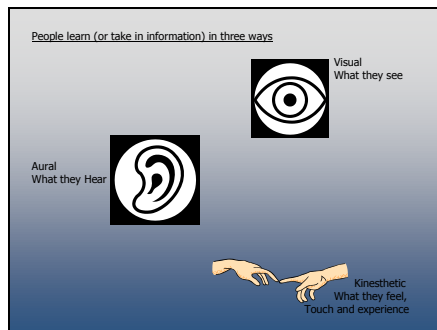 People learn (or take in information) in three ways
Visual
What they see
Aural
What they Hear
Kinesthetic
What they feel,
Touch and experience